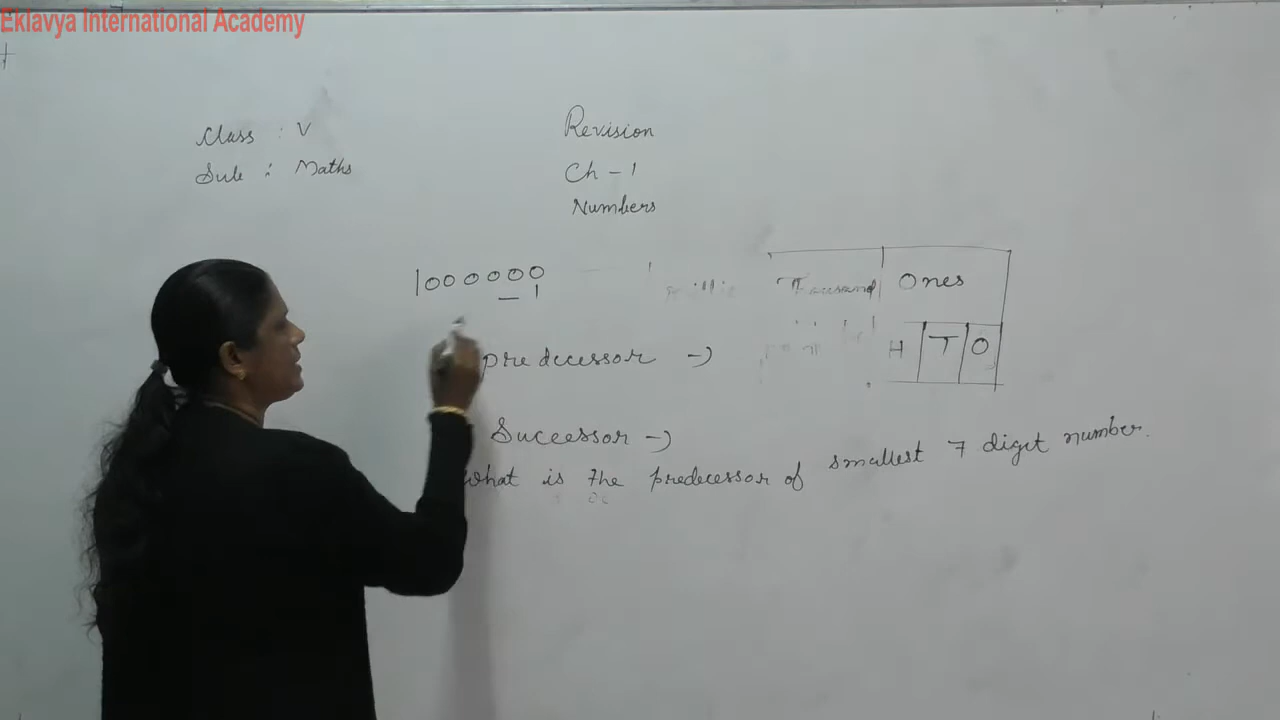 Eklavya International Academy
Class : V
Sub : Maths
Revision
Ch - 1
Numbers
1000000
- 1
Thousand Ones
H T O
predecessor →
Successor →
what is the predecessor of smallest 7 digit number.